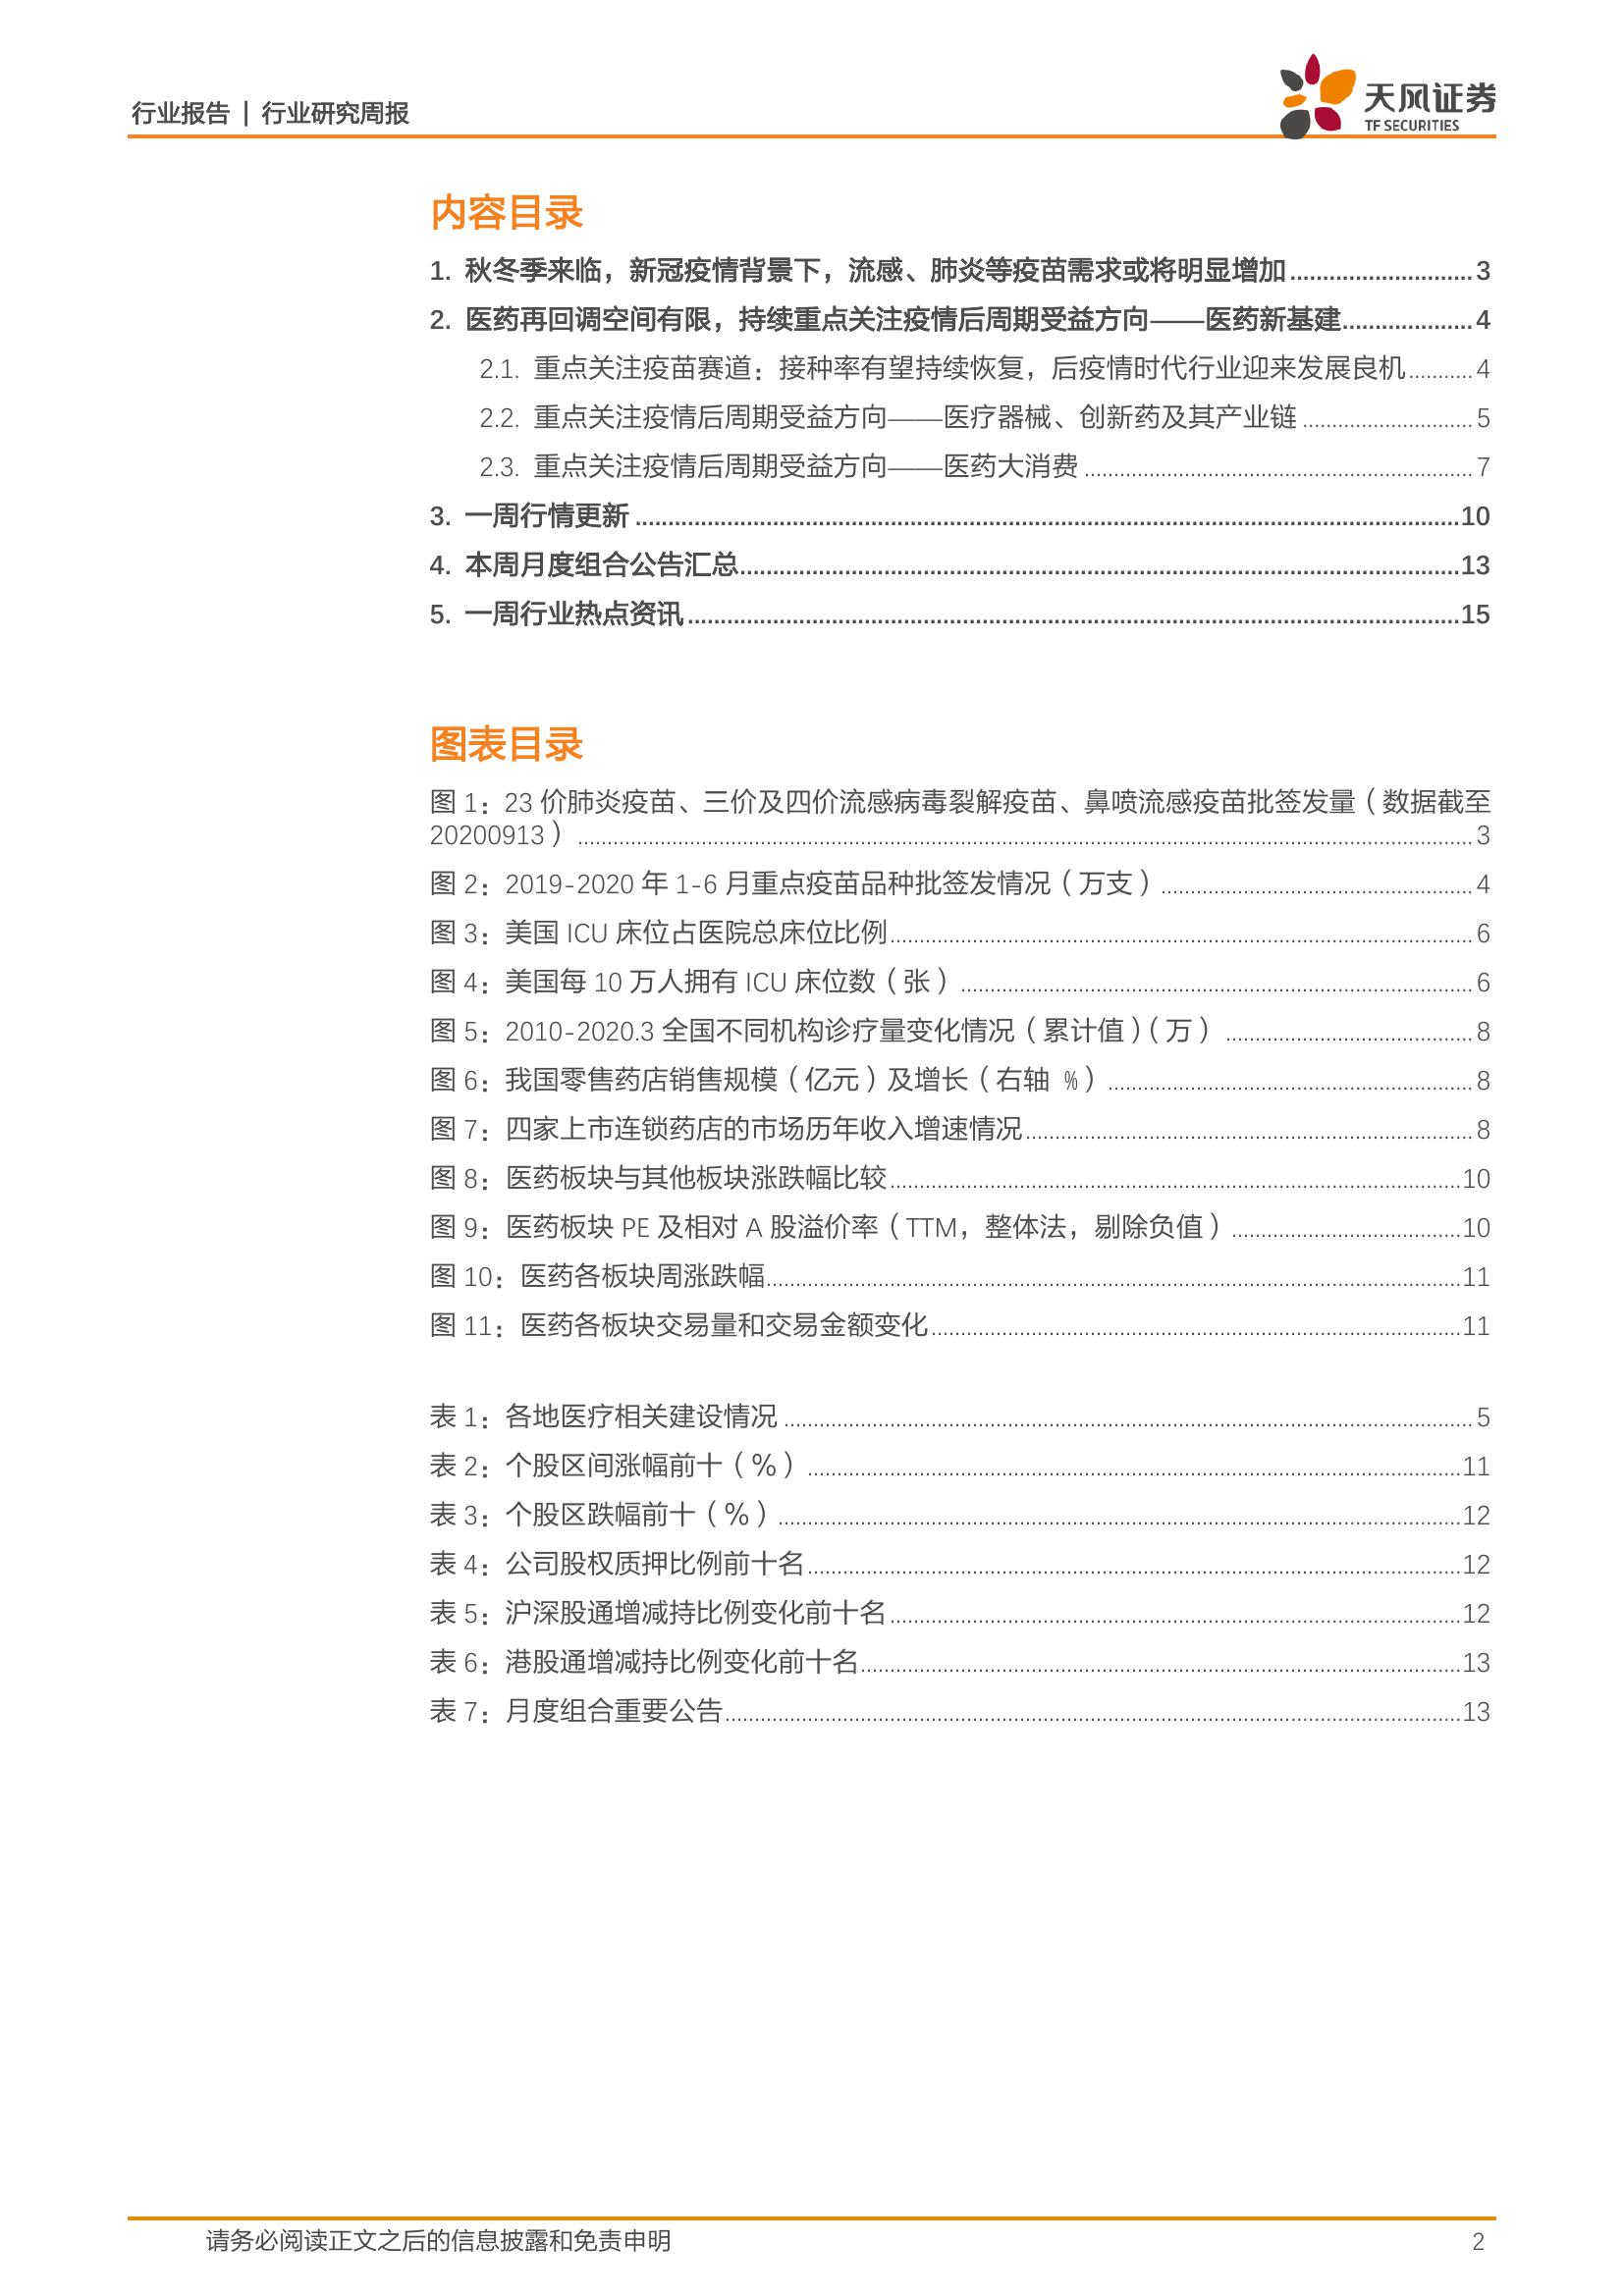 行业报告 | 行业研究周报
天风证券
TF SECURITIES
内容目录
1. 秋冬季来临，新冠疫情背景下，流感、肺炎等疫苗需求或将明显增加............................3
2. 医药再回调空间有限，持续重点关注疫情后周期受益方向——医药新基建....................4
2.1. 重点关注疫苗赛道：接种率有望持续恢复，后疫情时代行业迎来发展良机...........4
2.2. 重点关注疫情后周期受益方向——医疗器械、创新药及其产业链.............................5
2.3. 重点关注疫情后周期受益方向——医药大消费..................................................................7
3. 一周行情更新..............................................................................................................................10
4. 本周月度组合公告汇总..............................................................................................................13
5. 一周行业热点资讯......................................................................................................................15
图表目录
图 1：23 价肺炎疫苗、三价及四价流感病毒裂解疫苗、鼻喷流感疫苗批签发量（数据截至
20200913）........................................................................................................................................3
图 2：2019-2020 年 1-6 月重点疫苗品种批签发情况（万支）.....................................................4
图 3：美国 ICU 床位占医院总床位比例...................................................................................................6
图 4：美国每 10 万人拥有 ICU 床位数（张）.......................................................................................6
图 5：2010-2020.3 全国不同机构诊疗量变化情况（累计值）（万）..........................................8
图 6：我国零售药店销售规模（亿元）及增长（右轴 %）..............................................................8
图 7：四家上市连锁药店的市场历年收入增速情况............................................................................8
图 8：医药板块与其他板块涨跌幅比较.................................................................................................10
图 9：医药板块 PE 及相对 A 股溢价率（TTM，整体法，剔除负值）.......................................10
图 10：医药各板块周涨跌幅......................................................................................................................11
图 11：医药各板块交易量和交易金额变化..........................................................................................11
表 1：各地医疗相关建设情况.....................................................................................................................5
表 2：个股区间涨幅前十（%）...............................................................................................................11
表 3：个股区跌幅前十（%）....................................................................................................................12
表 4：公司股权质押比例前十名...............................................................................................................12
表 5：沪深股通增减持比例变化前十名.................................................................................................12
表 6：港股通增减持比例变化前十名......................................................................................................13
表 7：月度组合重要公告.............................................................................................................................13
请务必阅读正文之后的信息披露和免责申明
2